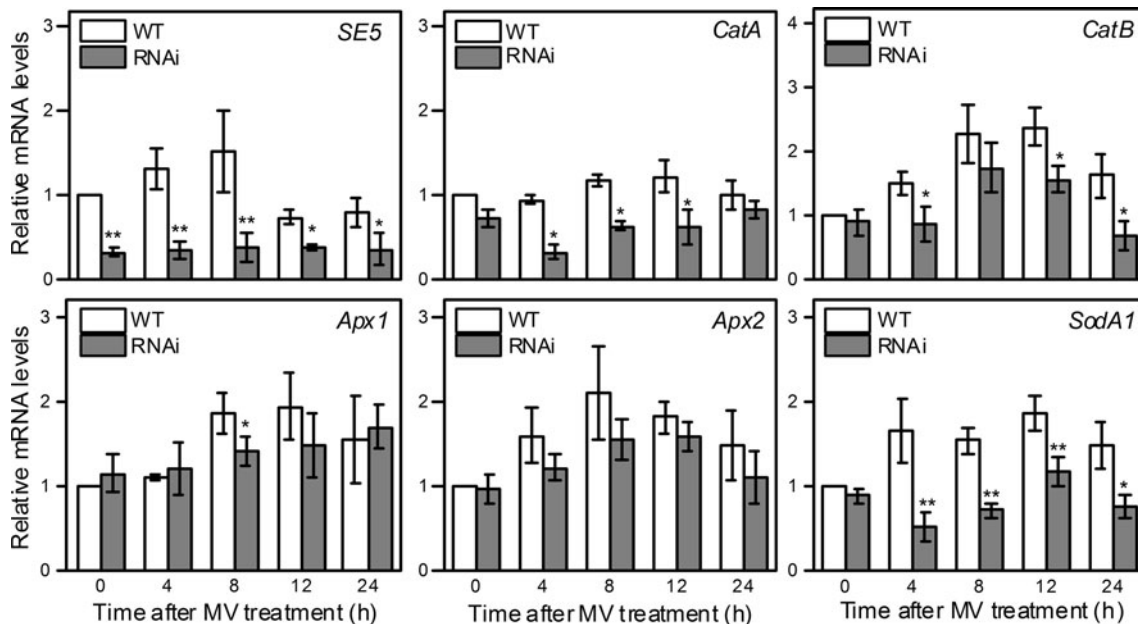 Relative mRNA levels
3
2
1
0
WT
RNAi
SE5
**
**
**
*
*
3
2
1
0
WT
RNAi
CatA
*
*
*
4
3
2
1
0
WT
RNAi
CatB
*
*
*
Relative mRNA levels
3
2
1
0
WT
RNAi
Apx1
*
0 4 8 12 24
Time after MV treatment (h)
3
2
1
0
WT
RNAi
Apx2
0 4 8 12 24
Time after MV treatment (h)
3
2
1
0
WT
RNAi
SodA1
**
**
**
*
0 4 8 12 24
Time after MV treatment (h)